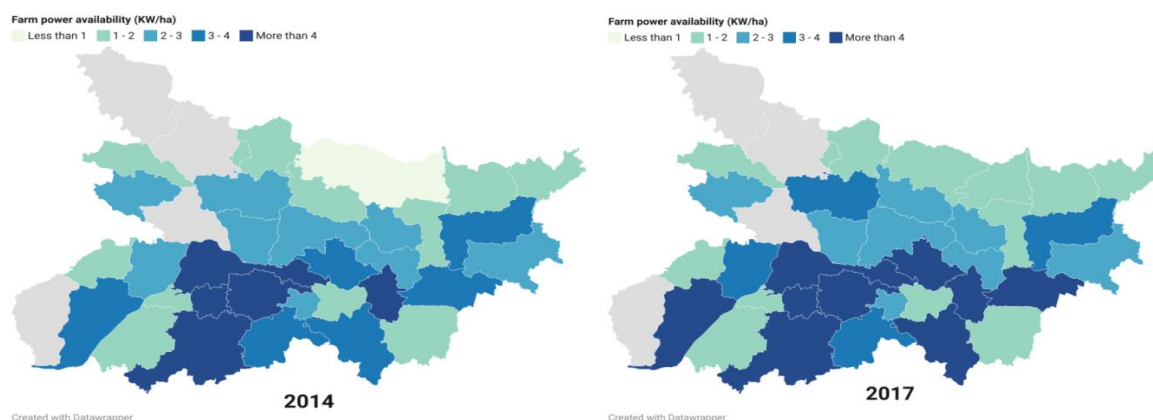 Farm power availability (KW/ha)
Less than 1 1 - 2 2 - 3 3 - 4 More than 4
2014
Created with Datawrapper
Farm power availability (KW/ha)
Less than 1 1 - 2 2 - 3 3 - 4 More than 4
2017
Created with Datawrapper